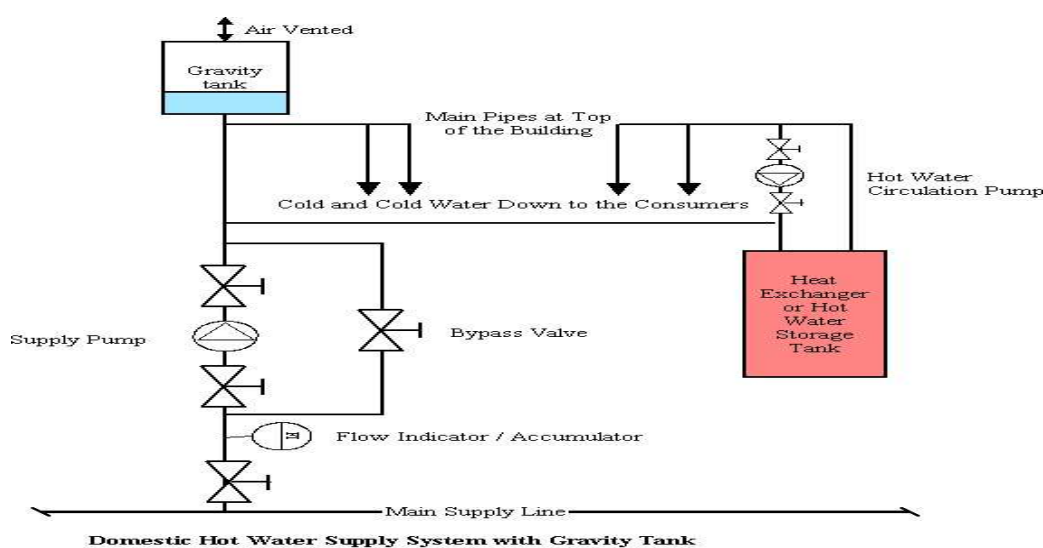 Air Vented
Gravity
tank
Main Pipes at Top
of the Building
Hot Water
Circulation Pump
Cold and Cold Water Down to the Consumers
Heat
Exchanger
or Hot
Water
Storage
Tank
Supply Pump
Bypass Valve
Flow Indicator / Accumulator
Main Supply Line
Domestic Hot Water Supply System with Gravity Tank